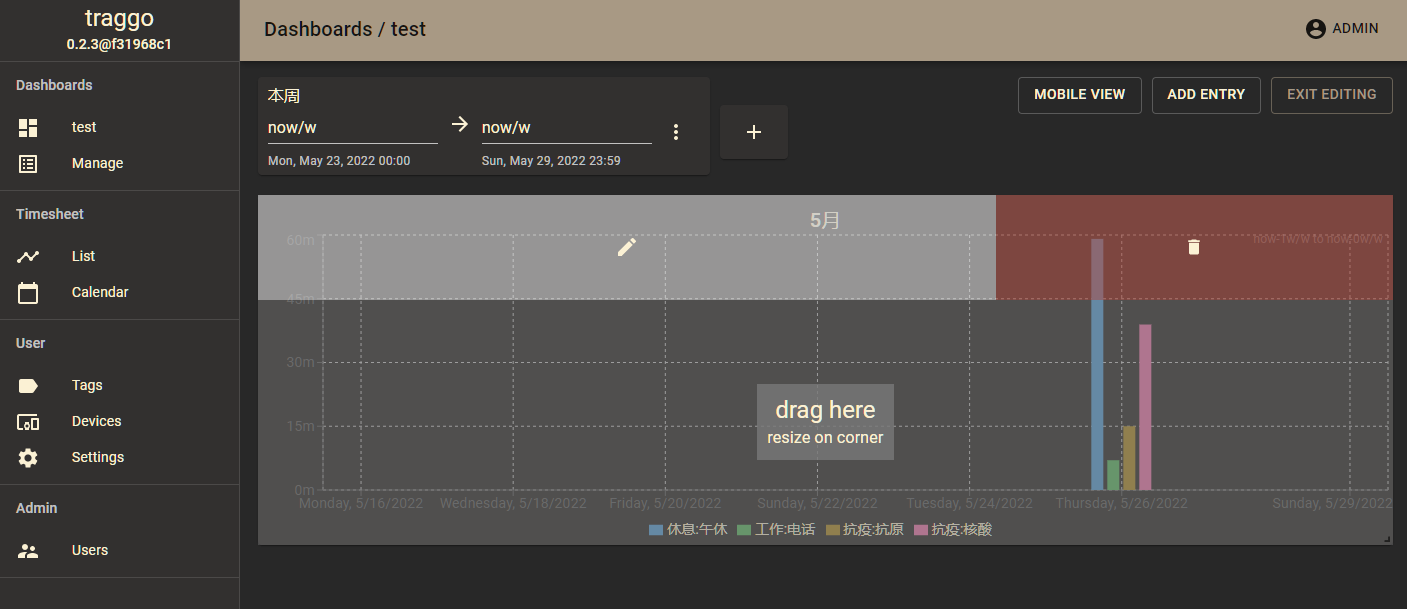 traggo
0.2.3@f31968c1
Dashboards / test
ADMIN
Dashboards
test
Manage
Timesheet
List
Calendar
User
Tags
Devices
Settings
Admin
Users
本周
now/w
now/w
Mon, May 23, 2022 00:00
Sun, May 29, 2022 23:59
MOBILE VIEW
ADD ENTRY
EXIT EDITING
5月
now-1w/w to now-0w/w
60m
45m
30m
15m
0m
drag here
resize on corner
Monday, 5/16/2022
Wednesday, 5/18/2022
Friday, 5/20/2022
Sunday, 5/22/2022
Tuesday, 5/24/2022
Thursday, 5/26/2022
Sunday, 5/29/2022
休息:午休
工作:电话
抗疫:抗原
抗疫:核酸